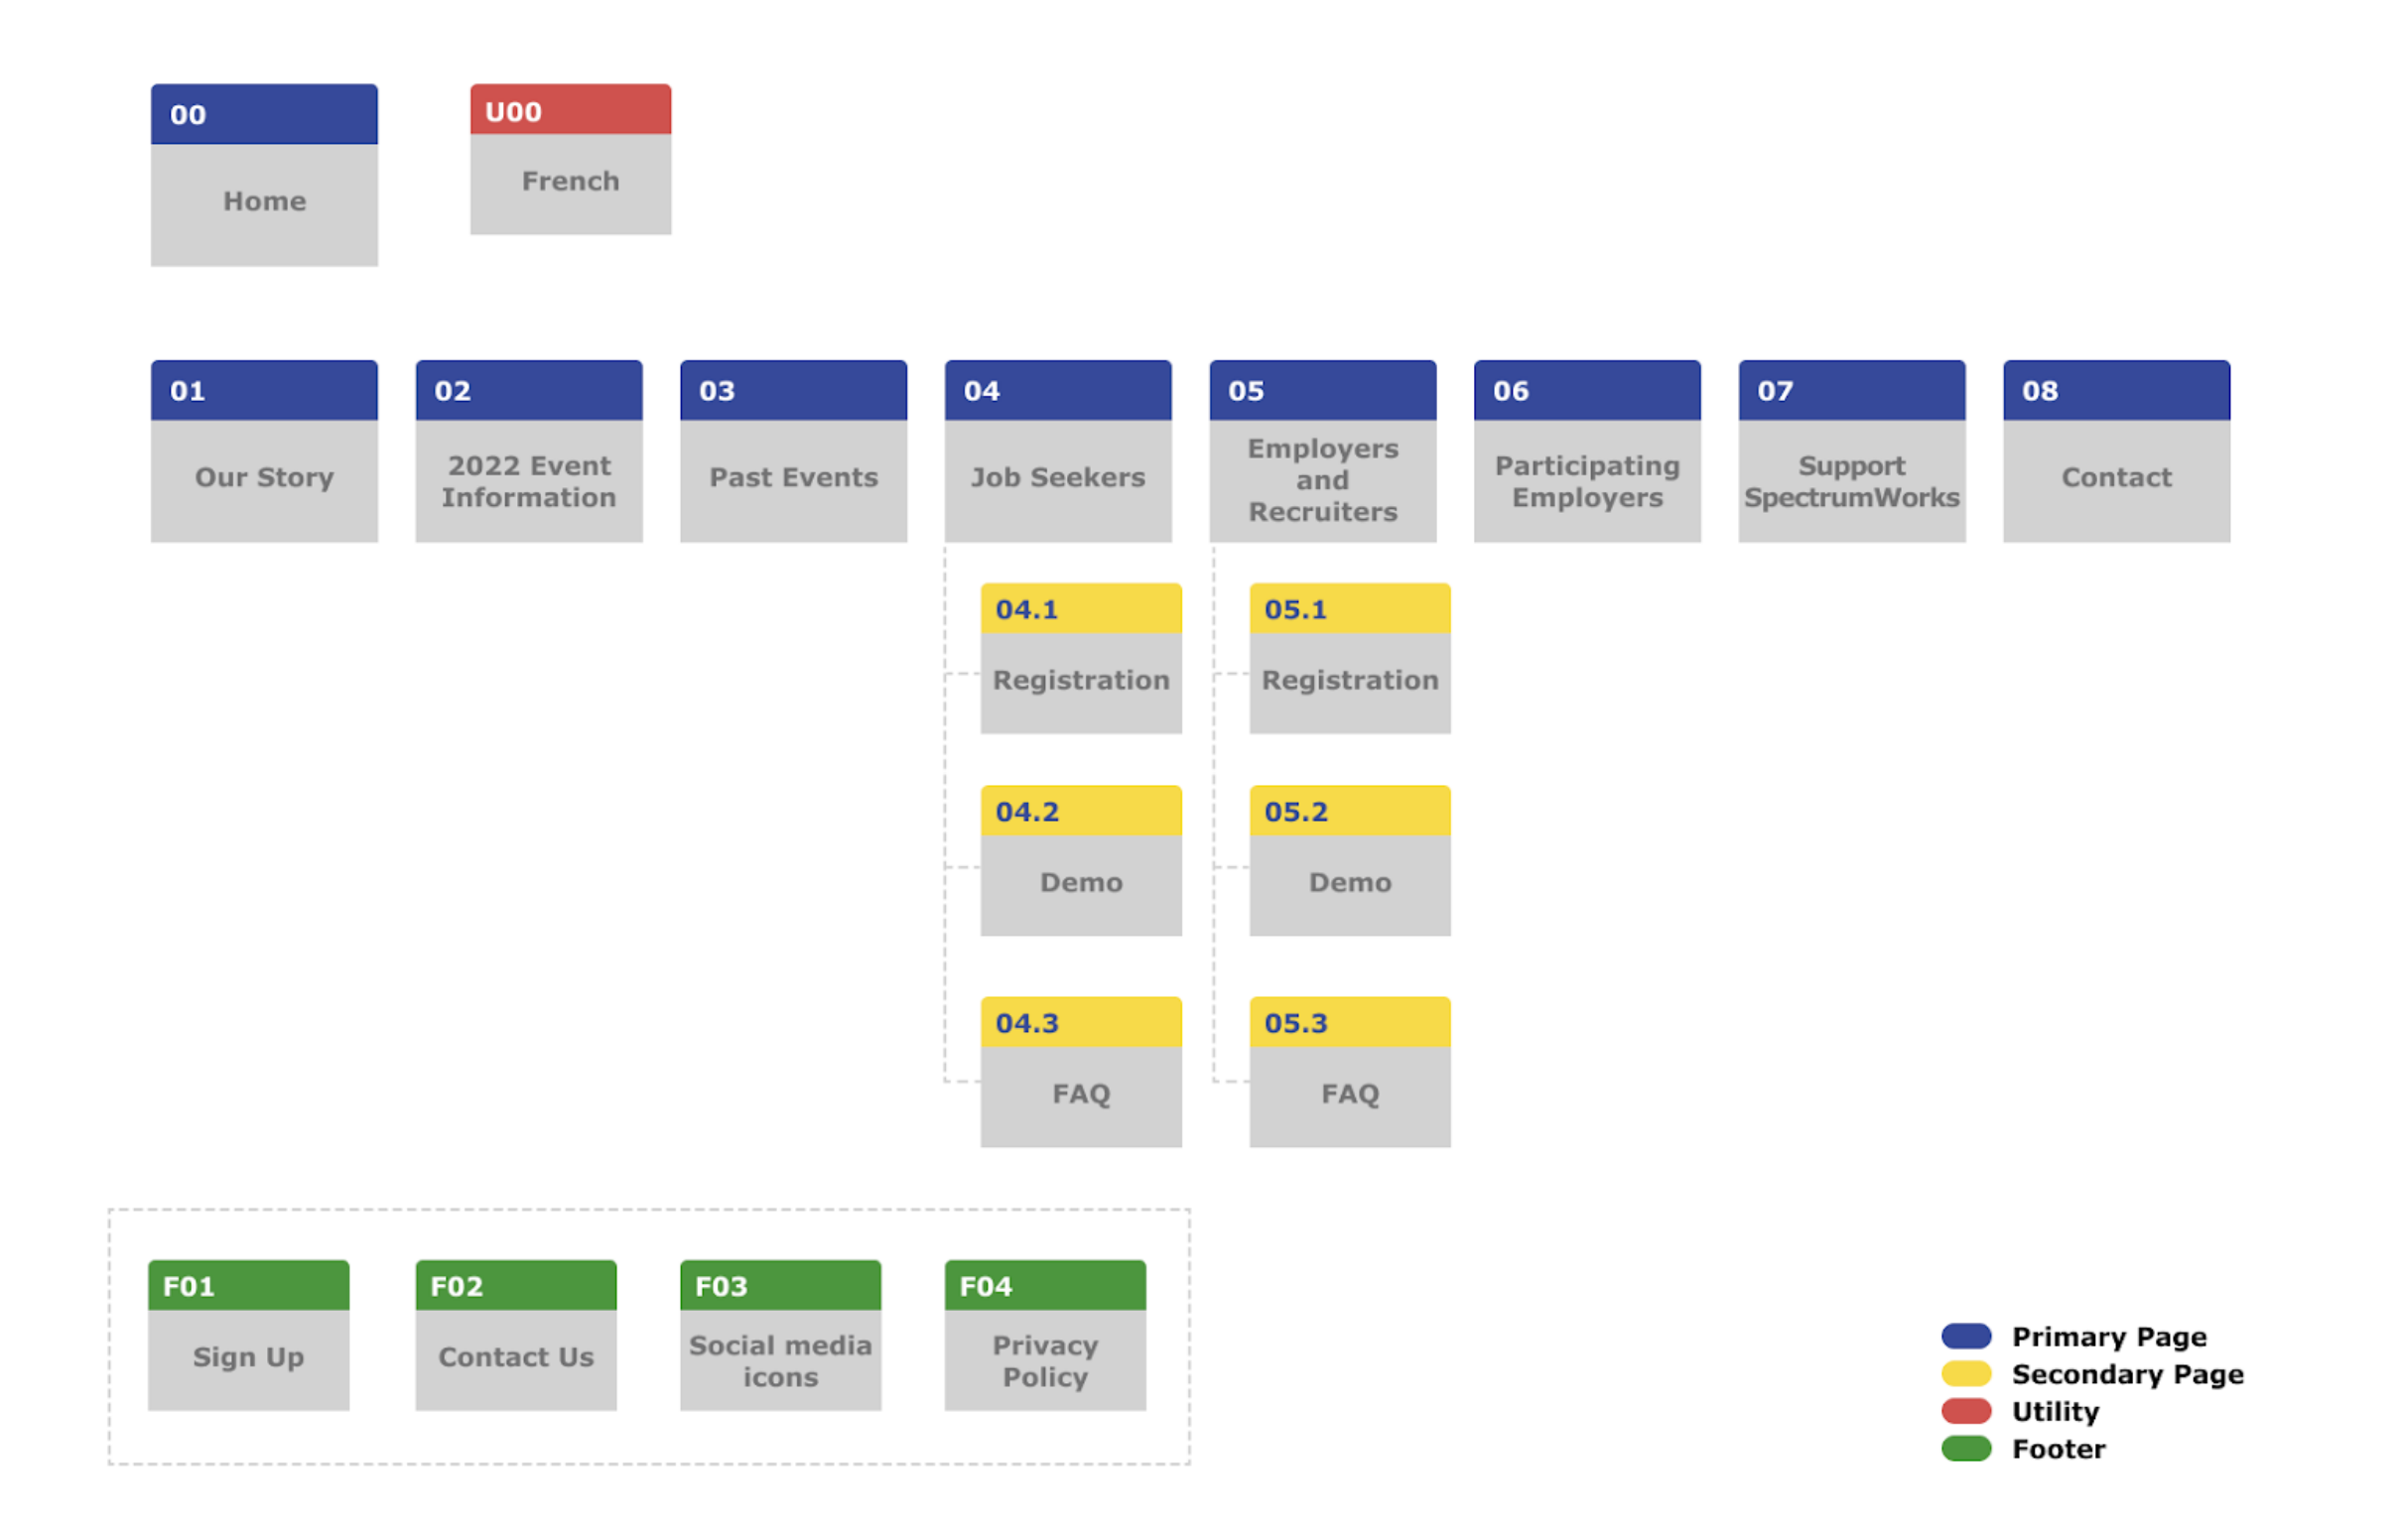 00
Home
U00
French
01
Our Story
02
2022 Event
Information
03
Past Events
04
Job Seekers
05
Employers
and
Recruiters
06
Participating
Employers
07
Support
SpectrumWorks
08
Contact
04.1
Registration
04.2
Demo
04.3
FAQ
05.1
Registration
05.2
Demo
05.3
FAQ
F01
Sign Up
F02
Contact Us
F03
Social media
icons
F04
Privacy
Policy
Primary Page
Secondary Page
Utility
Footer